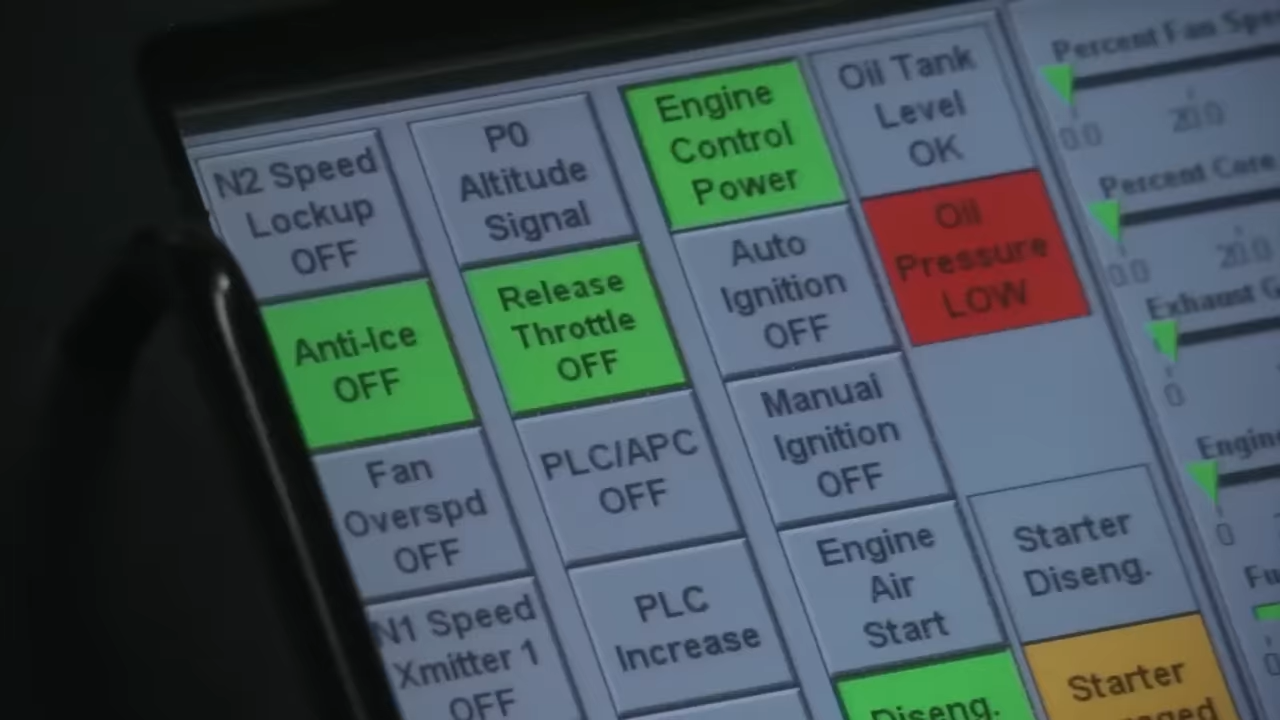 N2 Speed
Lockup
OFF
Anti-Ice
OFF
Fan
Overspd
OFF
N1 Speed
Xmitter 1
OFF
P0
Altitude
Signal
Release
Throttle
OFF
PLC/APC
OFF
PLC
Increase
Engine
Control
Power
Auto
Ignition
OFF
Manual
Ignition
OFF
Engine
Air
Start
Diseng.
Oil Tank
Level
OK
Oil
Pressure
LOW
Starter
Diseng.
Starter
Percent Fan
0.0 20.0
Percent Core
0.0 20.0
Exhaust
0
Engine
0
0